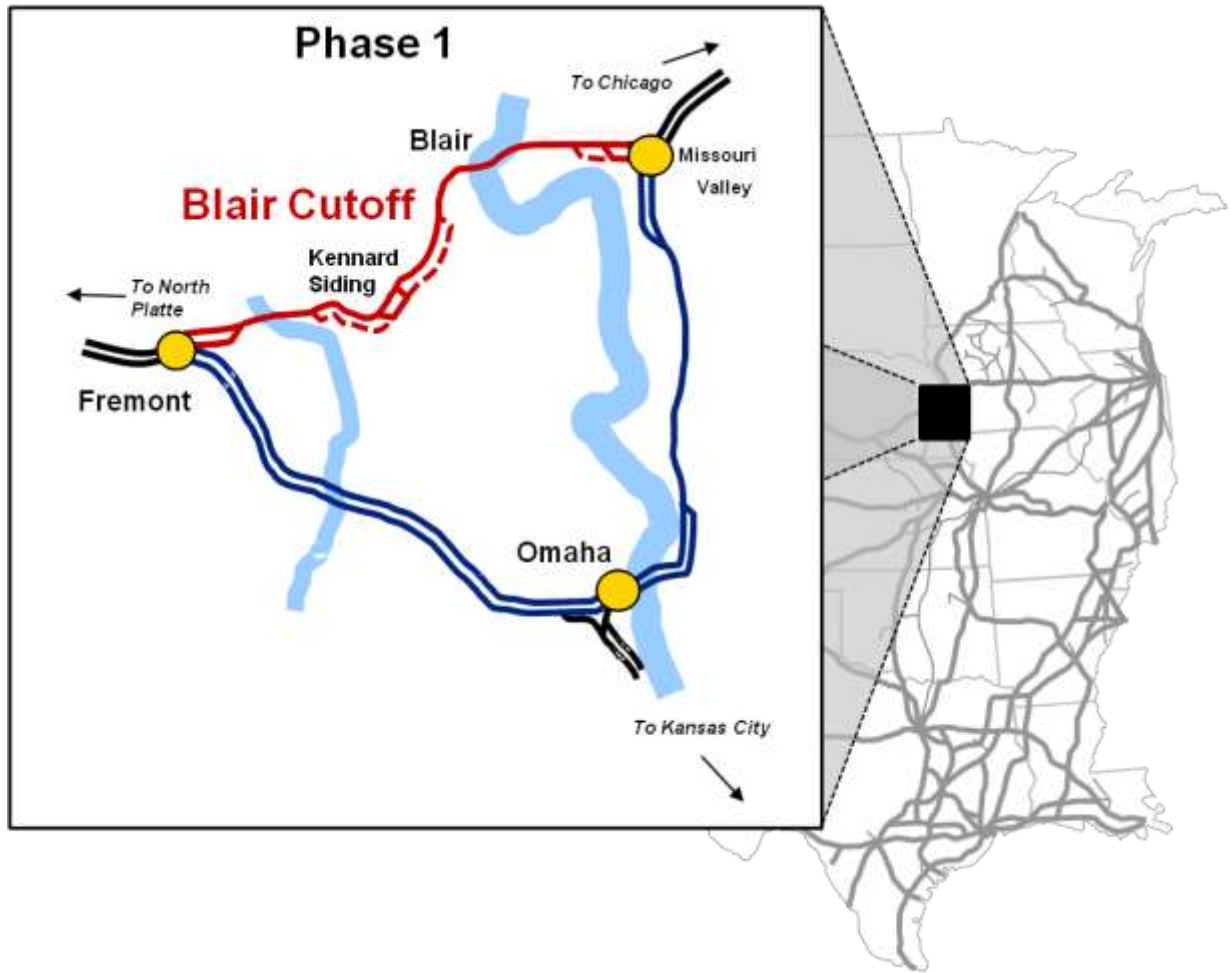 Phase 1
To Chicago
Blair
Missouri
Valley
Blair Cutoff
Kennard
Siding
To North
Platte
Fremont
Omaha
To Kansas City